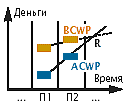 Деньги
BCWP
R
ACWP
Время
... П1 П2 ...